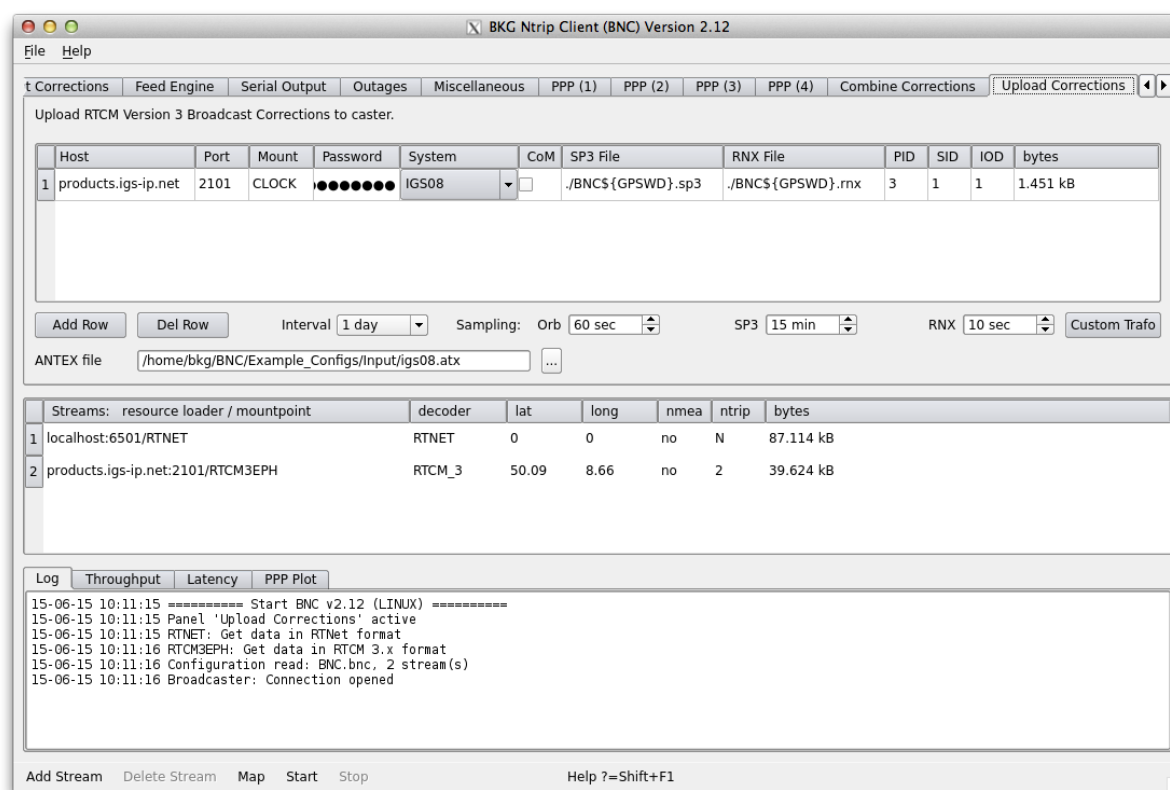 BKG Ntrip Client (BNC) Version 2.12
File Help
t Corrections Feed Engine Serial Output Outages Miscellaneous PPP (1) PPP (2) PPP (3) PPP (4) Combine Corrections Upload Corrections
Upload RTCM Version 3 Broadcast Corrections to caster.
Host Port Mount Password System CoM SP3 File RNX File PID SID IOD bytes
1 products.igs-ip.net 2101 CLOCK ●●●●●●●● IGS08 ./BNC${GPSWD}.sp3 ./BNC${GPSWD}.rnx 3 1 1 1.451 kB
Add Row Del Row Interval 1 day Sampling: Orb 60 sec SP3 15 min RNX 10 sec Custom Trafo
ANTEX file /home/bkg/BNC/Example_Configs/Input/igs08.atx ...
Streams: resource loader / mountpoint decoder lat long nmea ntrip bytes
1 localhost:6501/RTNET RTNET 0 0 no N 87.114 kB
2 products.igs-ip.net:2101/RTCM3EPH RTCM_3 50.09 8.66 no 2 39.624 kB
Log Throughput Latency PPP Plot
15-06-15 10:11:15 ========== Start BNC v2.12 (LINUX) ==========
15-06-15 10:11:15 Panel 'Upload Corrections' active
15-06-15 10:11:15 RTNET: Get data in RTNet format
15-06-15 10:11:16 RTCM3EPH: Get data in RTCM 3.x format
15-06-15 10:11:16 Configuration read: BNC.bnc, 2 stream(s)
15-06-15 10:11:16 Broadcaster: Connection opened
Add Stream Delete Stream Map Start Stop Help ?=Shift+F1